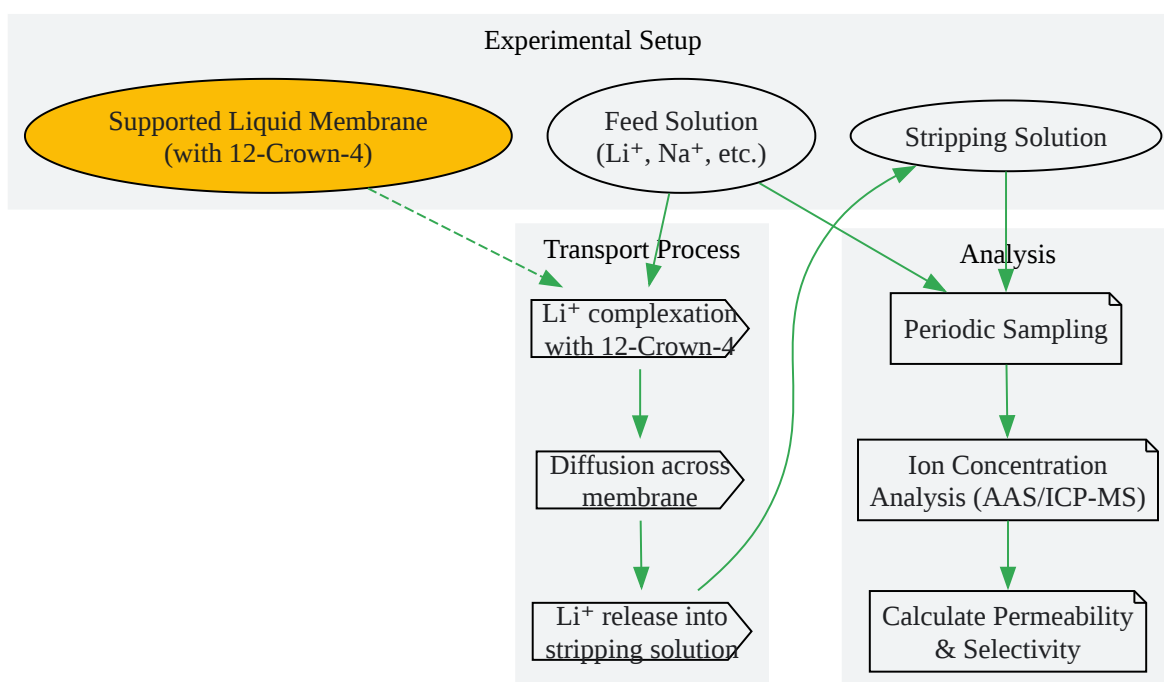 Experimental Setup
Supported Liquid Membrane
(with 12-Crown-4)
Feed Solution
(Li⁺, Na⁺, etc.)
Stripping Solution
Transport Process
Li⁺ complexation
with 12-Crown-4
Diffusion across
membrane
Li⁺ release into
stripping solution
Analysis
Periodic Sampling
Ion Concentration
Analysis (AAS/ICP-MS)
Calculate Permeability
& Selectivity